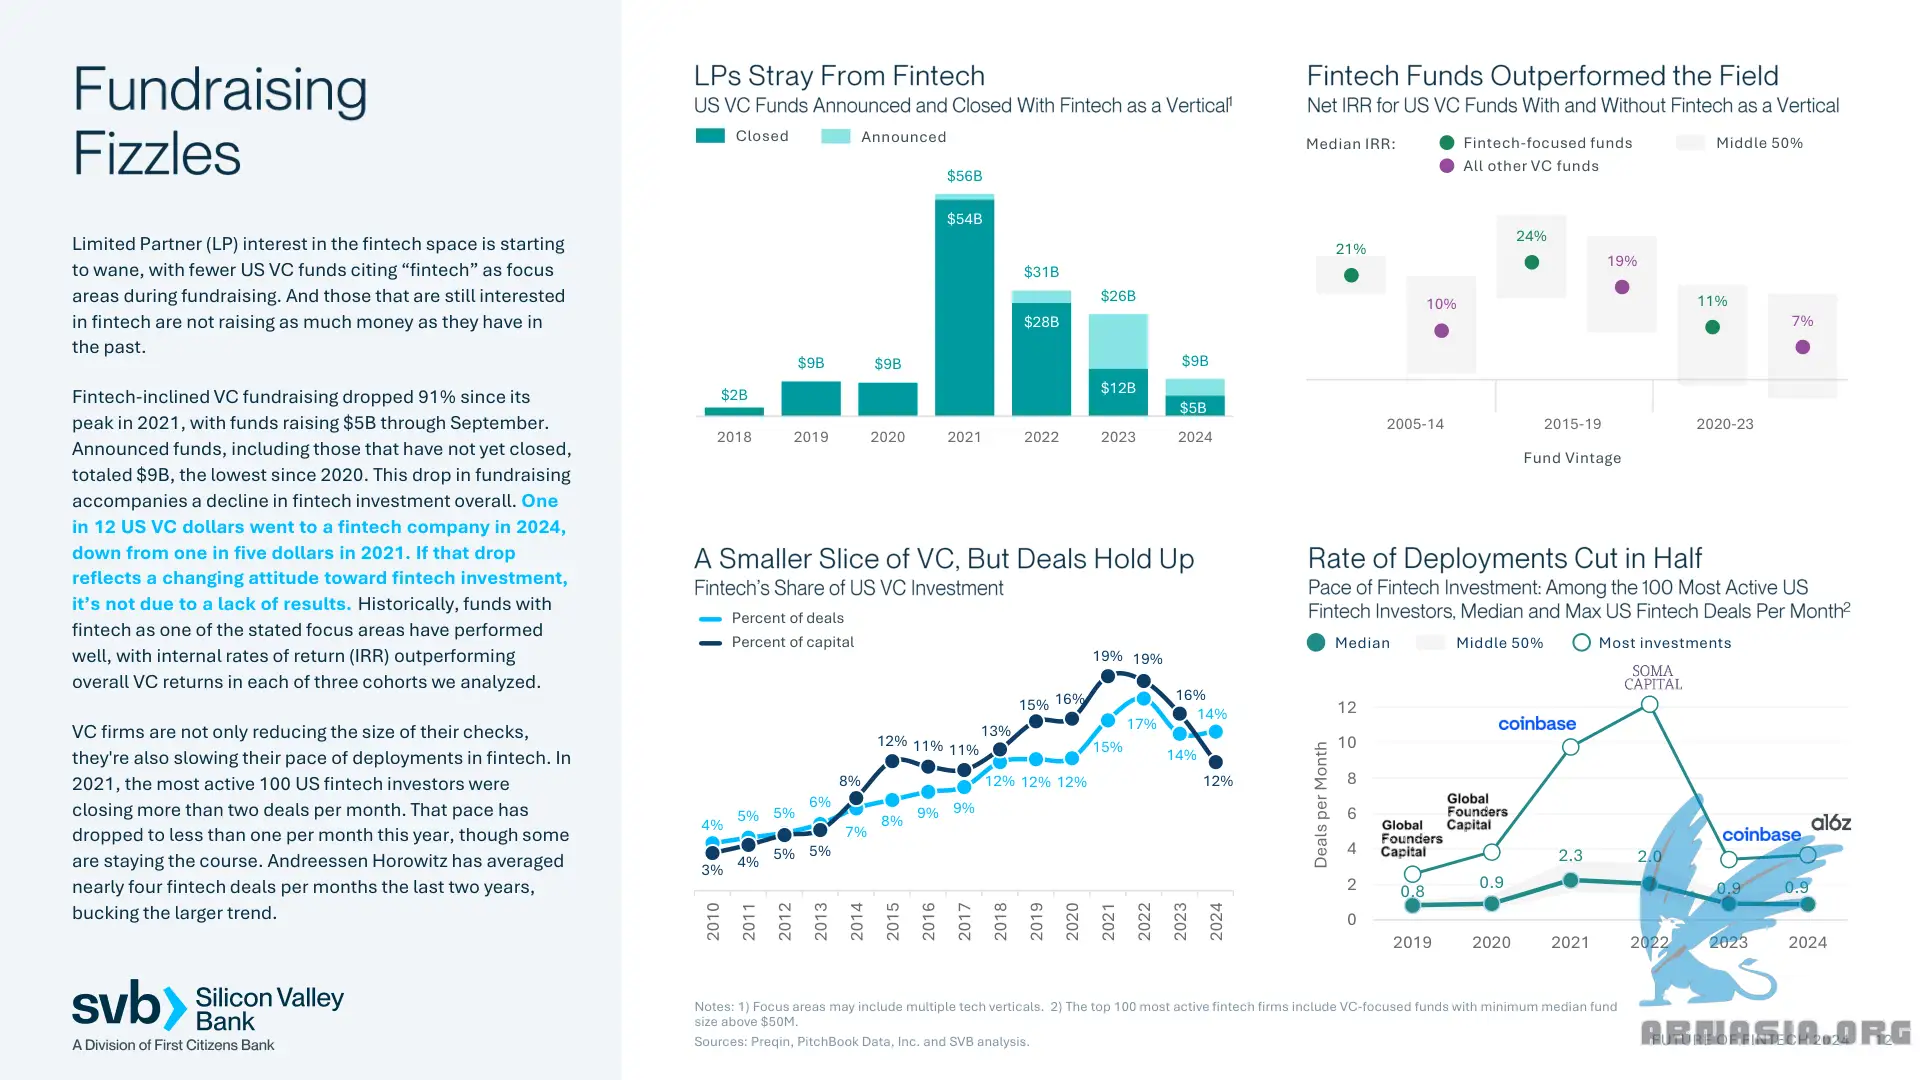 Fundraising
Fizzles
Limited Partner (LP) interest in the fintech space is starting
to wane, with fewer US VC funds citing “fintech” as focus
areas during fundraising. And those that are still interested
in fintech are not raising as much money as they have in
the past.
Fintech-inclined VC fundraising dropped 91% since its
peak in 2021, with funds raising $5B through September.
Announced funds, including those that have not yet closed,
totaled $9B, the lowest since 2020. This drop in fundraising
accompanies a decline in fintech investment overall. One
in 12 US VC dollars went to a fintech company in 2024,
down from one in five dollars in 2021. If that drop
reflects a changing attitude toward fintech investment,
it’s not due to a lack of results. Historically, funds with
fintech as one of the stated focus areas have performed
well, with internal rates of return (IRR) outperforming
overall VC returns in each of three cohorts we analyzed.
VC firms are not only reducing the size of their checks,
they're also slowing their pace of deployments in fintech. In
2021, the most active 100 US fintech investors were
closing more than two deals per month. That pace has
dropped to less than one per month this year, though some
are staying the course. Andreessen Horowitz has averaged
nearly four fintech deals per months the last two years,
bucking the larger trend.
svb Silicon Valley
Bank
A Division of First Citizens Bank
LPs Stray From Fintech
US VC Funds Announced and Closed With Fintech as a Vertical¹
Closed Announced
$56B
$54B
$31B
$28B
$26B
$12B
$9B
$5B
$9B
$9B
$2B
2018 2019 2020 2021 2022 2023 2024
Fintech Funds Outperformed the Field
Net IRR for US VC Funds With and Without Fintech as a Vertical
Median IRR: Fintech-focused funds Middle 50%
All other VC funds
21% 10% 24% 19% 11% 7%
2005-14 2015-19 2020-23
Fund Vintage
A Smaller Slice of VC, But Deals Hold Up
Fintech’s Share of US VC Investment
Percent of deals
Percent of capital
4% 5% 5% 6% 7% 8% 9% 9% 12% 12% 12% 15% 17% 14% 14%
3% 4% 5% 5% 8% 12% 11% 11% 13% 15% 16% 19% 19% 16% 12%
2010 2011 2012 2013 2014 2015 2016 2017 2018 2019 2020 2021 2022 2023 2024
Rate of Deployments Cut in Half
Pace of Fintech Investment: Among the 100 Most Active US
Fintech Investors, Median and Max US Fintech Deals Per Month²
Median Middle 50% Most investments
Deals per Month
12
10
8
6
4
2
0
Global
Founders
Capital
Global
Founders
Capital
coinbase
SOMA
CAPITAL
coinbase
a16z
0.8 0.9 2.3 2.0 0.9 0.9
2019 2020 2021 2022 2023 2024
Notes: 1) Focus areas may include multiple tech verticals. 2) The top 100 most active fintech firms include VC-focused funds with minimum median fund
size above $50M.
Sources: Preqin, PitchBook Data, Inc. and SVB analysis.
FUTURE OF FINTECH 2024 12
ARMASIA.ORG